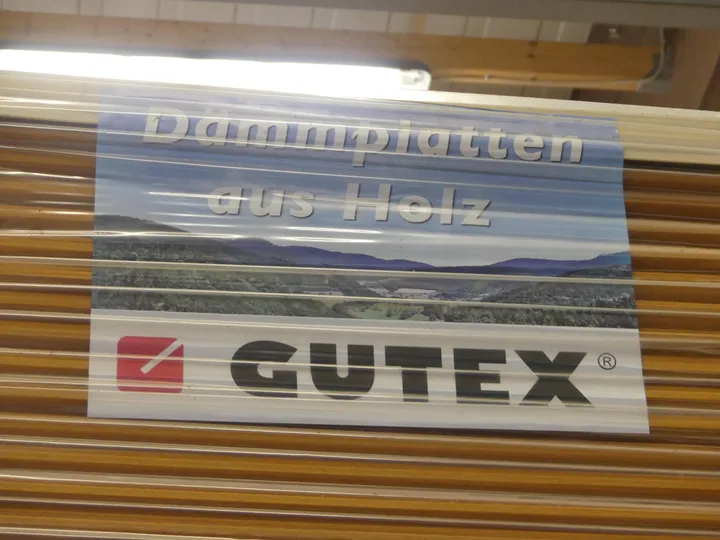 Dämmplatten
aus Holz
GUTEX®